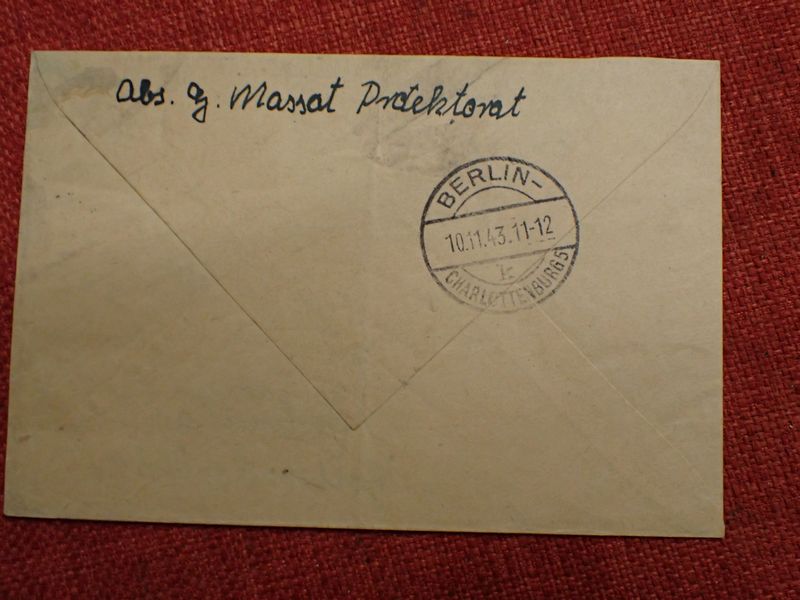 Abs. G. Massat Protektorat
BERLIN-
10.11.43.11-12
k
CHARLOTTENBURG 5